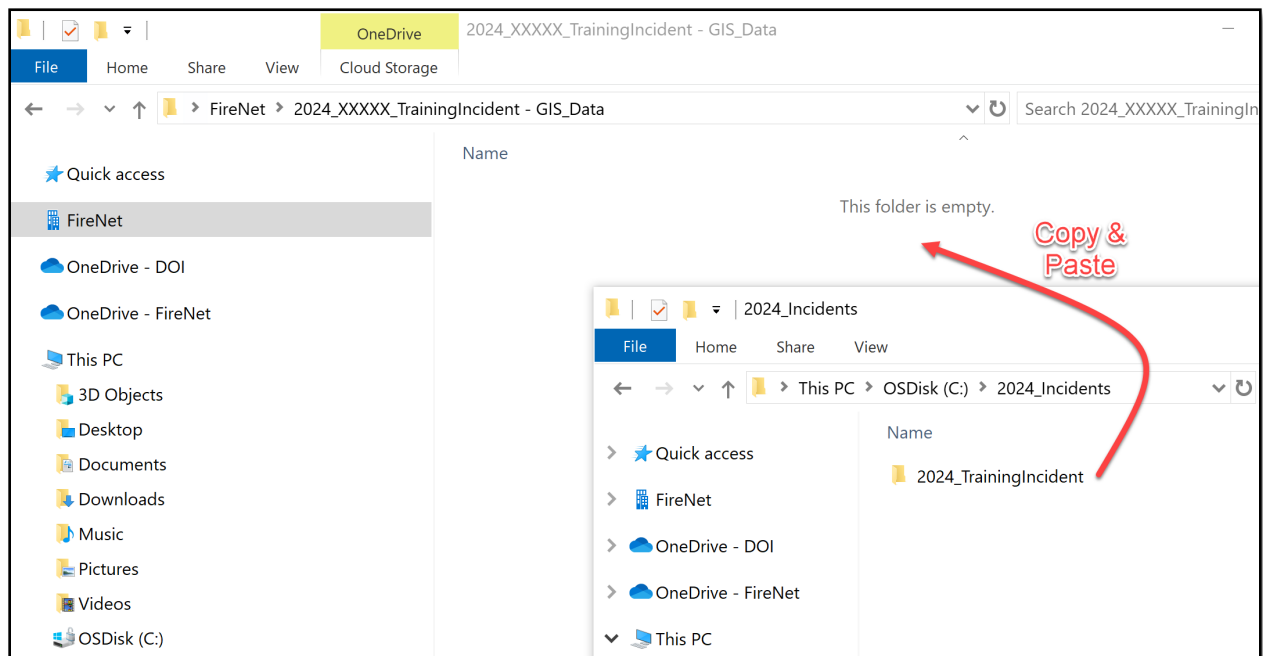 OneDrive
2024_XXXXX_TrainingIncident - GIS_Data
File
Home
Share
View
Cloud Storage
FireNet
2024_XXXXX_TrainingIncident - GIS_Data
Search 2024_XXXXX_TrainingIn
Name
This folder is empty.
Quick access
FireNet
OneDrive - DOI
OneDrive - FireNet
This PC
3D Objects
Desktop
Documents
Downloads
Music
Pictures
Videos
OSDisk (C:)
Copy &
Paste
2024_Incidents
File
Home
Share
View
This PC
OSDisk (C:)
2024_Incidents
Name
2024_TrainingIncident
Quick access
FireNet
OneDrive - DOI
OneDrive - FireNet
This PC